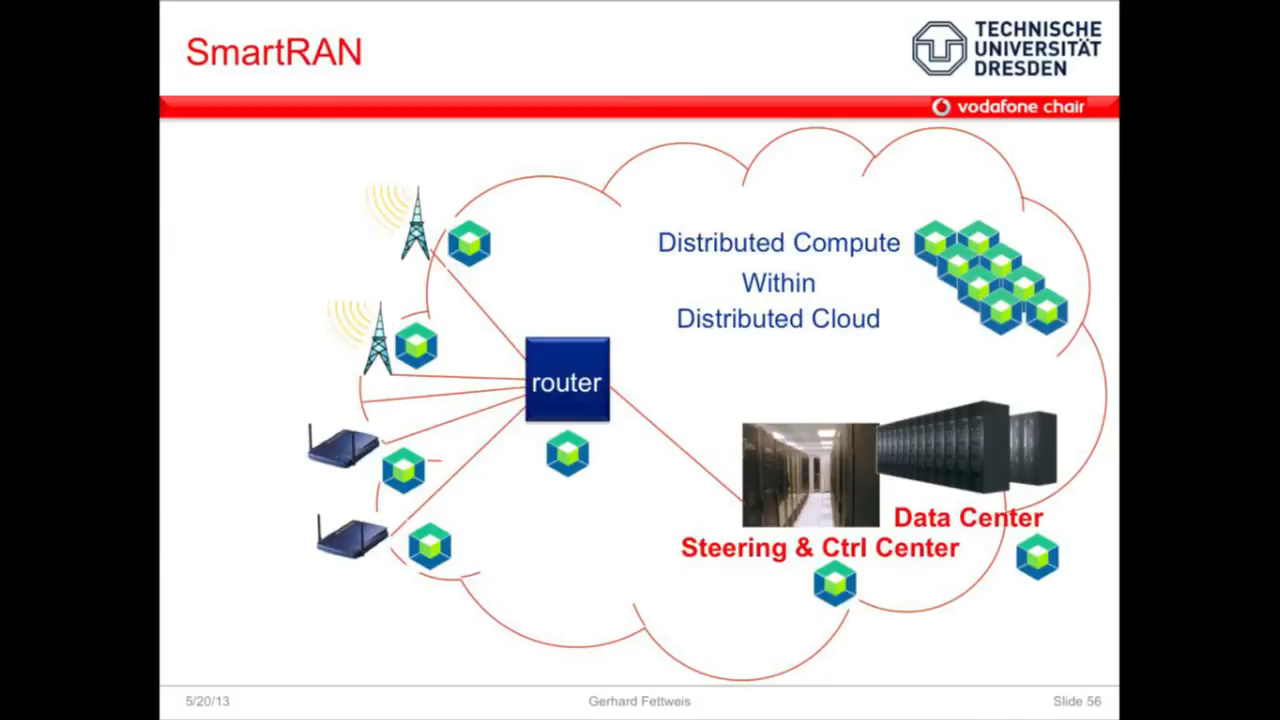 SmartRAN
TECHNISCHE
UNIVERSITÄT
DRESDEN
vodafone chair
Distributed Compute
Within
Distributed Cloud
router
Data Center
Steering & Ctrl Center
5/20/13
Gerhard Fettweis
Slide 56